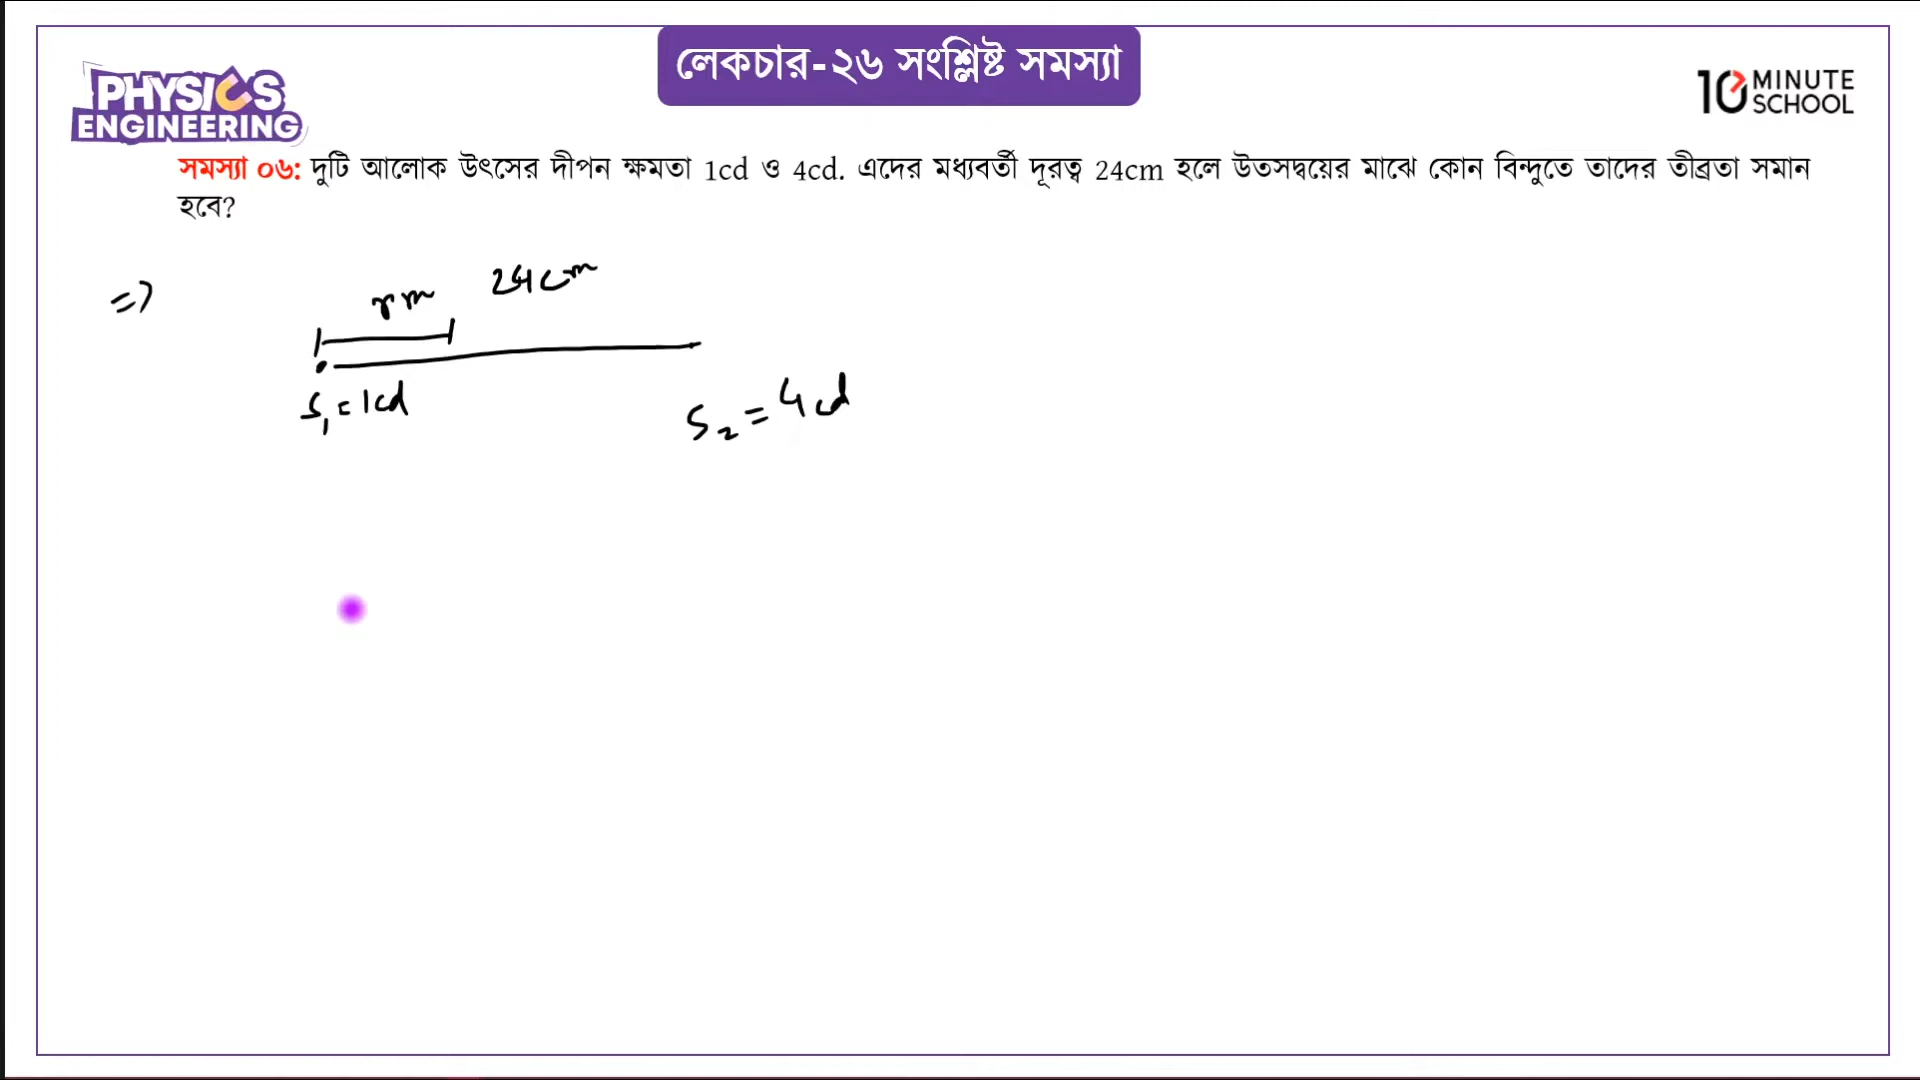 লেকচার-২৬ সংশ্লিষ্ট সমস্যা
PHYSICS
ENGINEERING
10 MINUTE
SCHOOL
সমস্যা ০৬: দুটি আলোক উৎসের দীপন ক্ষমতা 1cd ও 4cd. এদের মধ্যবর্তী দূরত্ব 24cm হলে উতসদ্বয়ের মাঝে কোন বিন্দুতে তাদের তীব্রতা সমান
হবে?
=>
24cm
r m
S₁ = 1cd
S₂ = 4cd